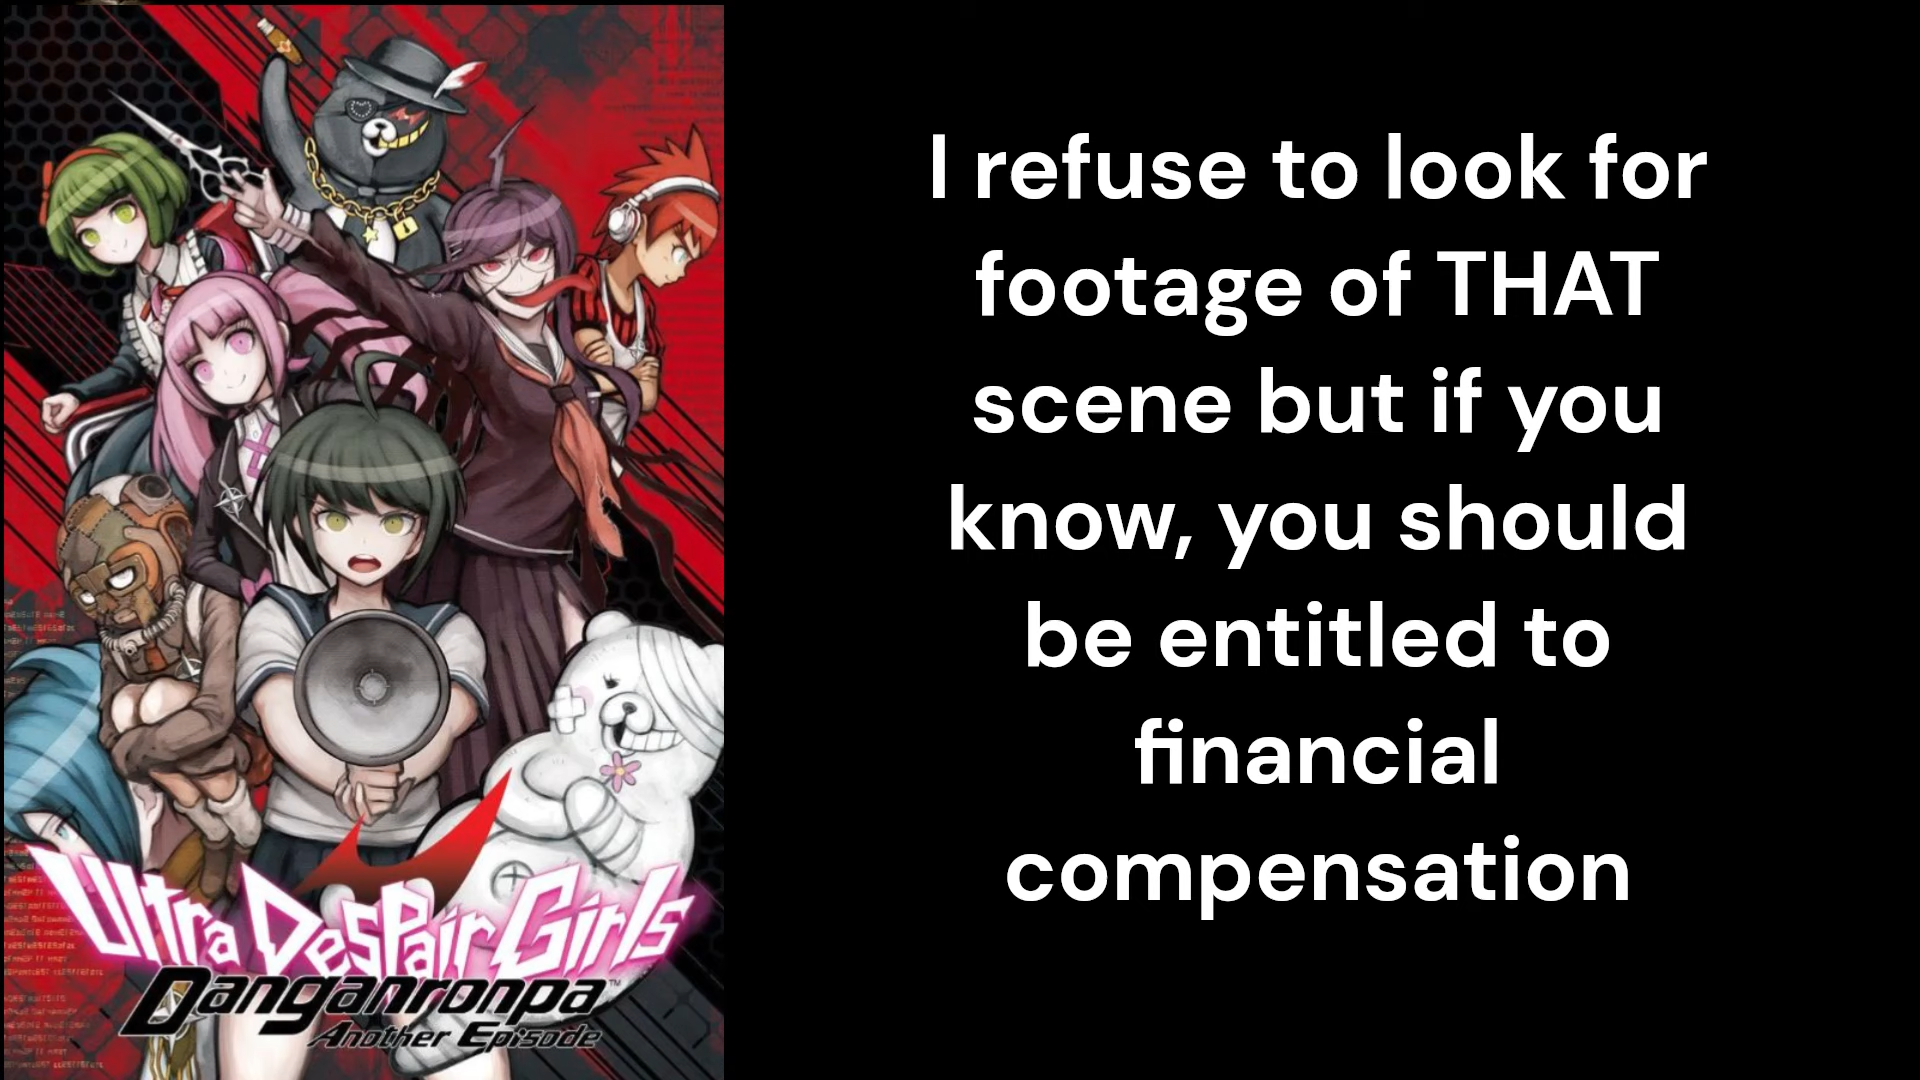 I refuse to look for
footage of THAT
scene but if you
know, you should
be entitled to
financial
compensation
Ultra Despair Girls
Danganronpa™
Another Episode